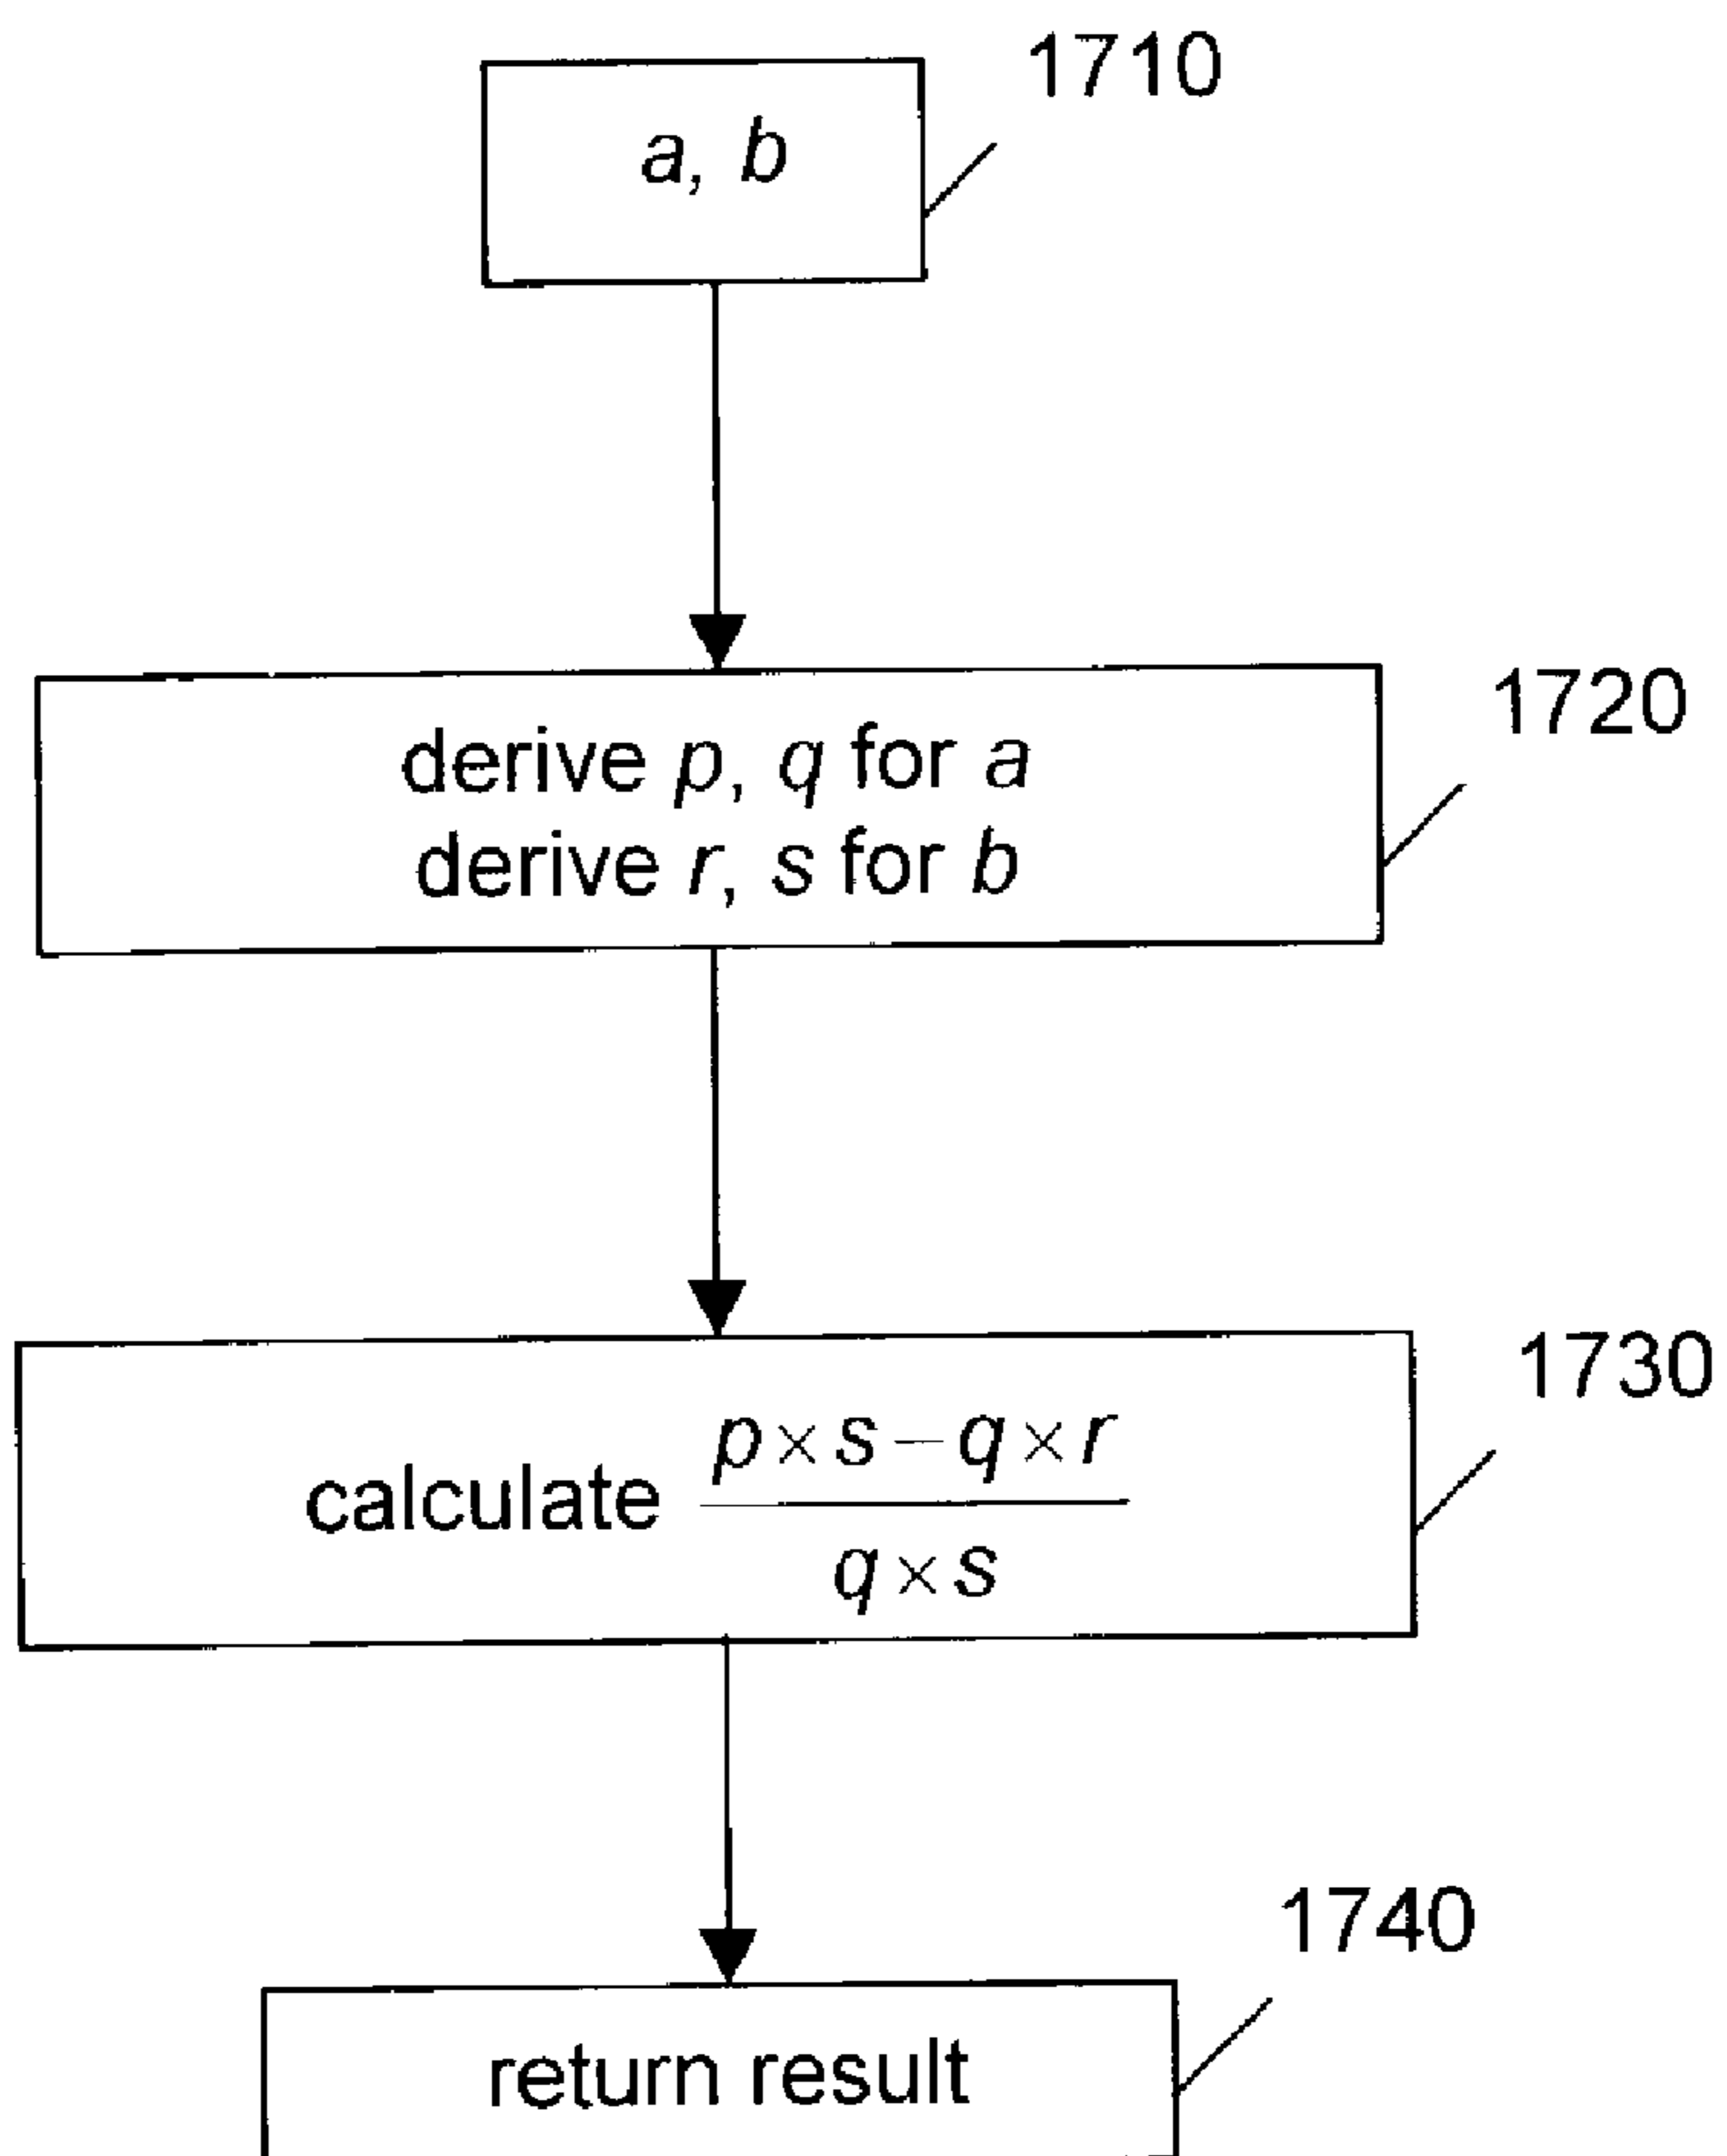 1710
a, b
1720
derive p, q for a
derive r, s for b
1730
calculate p × s − q × r
q × s
1740
return result